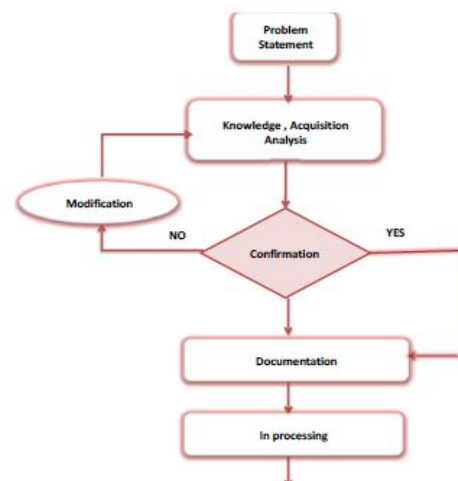 Problem
Statement
Knowledge , Acquisition
Analysis
Modification
NO
YES
Confirmation
Documentation
In processing